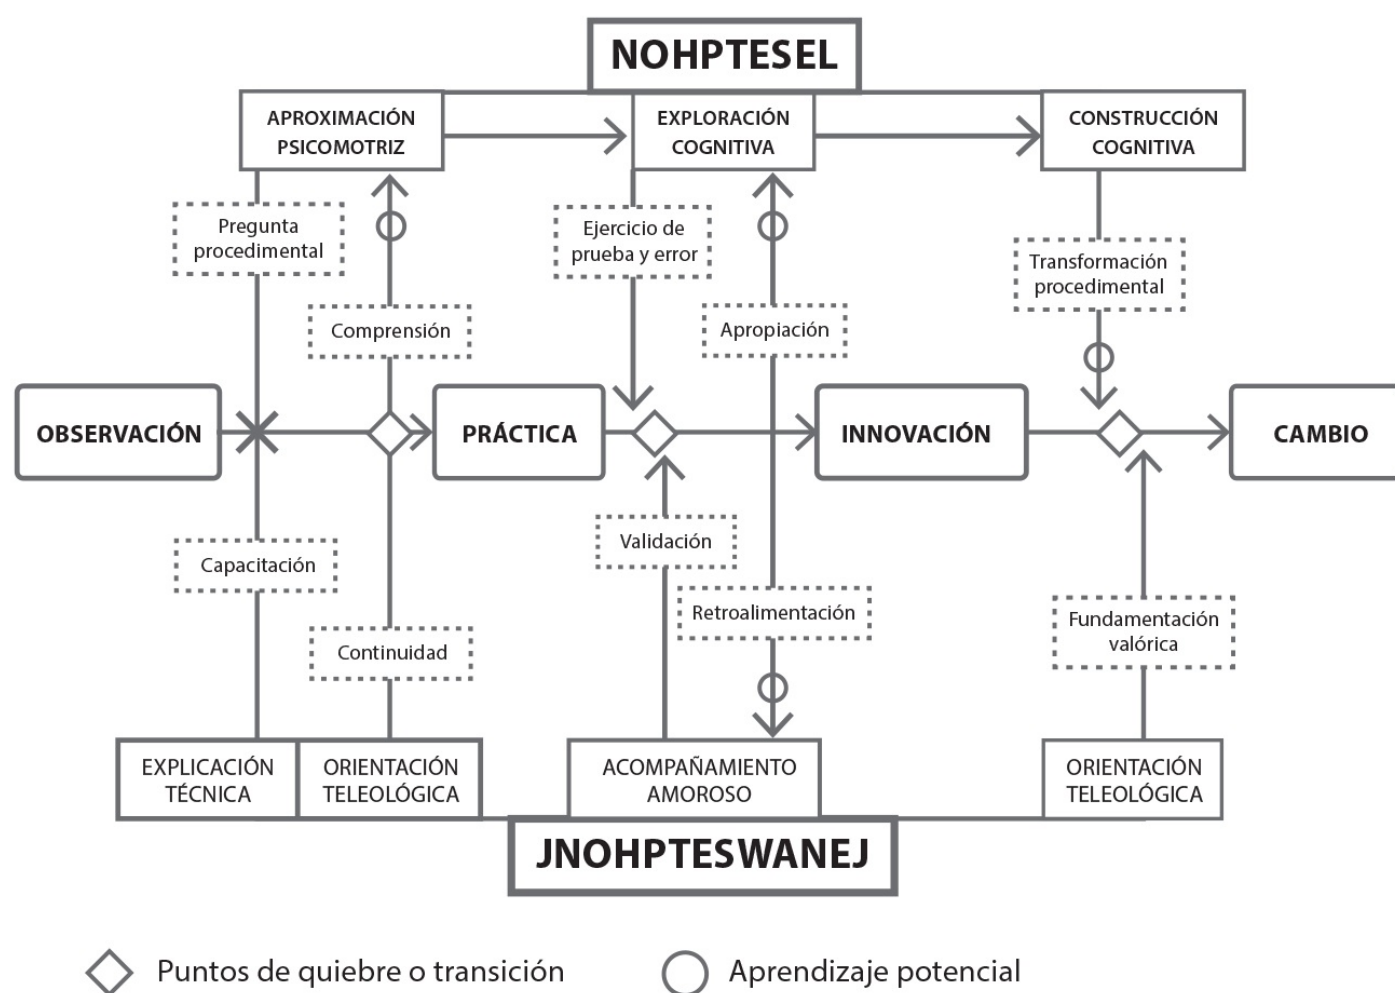 NOHPTESEL
APROXIMACIÓN
PSICOMOTRIZ
EXPLORACIÓN
COGNITIVA
CONSTRUCCIÓN
COGNITIVA
Pregunta
procedimental
Ejercicio de
prueba y error
Transformación
procedimental
Comprensión
Apropiación
OBSERVACIÓN
PRÁCTICA
INNOVACIÓN
CAMBIO
Capacitación
Validación
Continuidad
Retroalimentación
Fundamentación
valórica
EXPLICACIÓN
TÉCNICA
ORIENTACIÓN
TELEOLÓGICA
ACOMPAÑAMIENTO
AMOROSO
ORIENTACIÓN
TELEOLÓGICA
JNOHPTESWANEJ
Puntos de quiebre o transición
Aprendizaje potencial